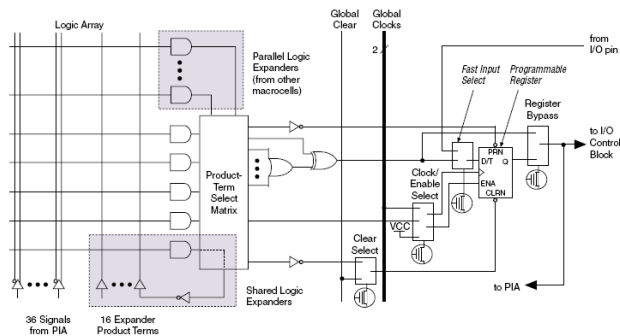 Logic Array
Parallel Logic
Expanders
(from other
macrocells)
Product-
Term
Select
Matrix
Shared Logic
Expanders
36 Signals
from PIA
16 Expander
Product Terms
Global
Clear
Global
Clocks
2
from
I/O pin
Fast Input
Select
Programmable
Register
Register
Bypass
PRN
D/T Q
ENA
CLRN
Clock/
Enable
Select
VCC
Clear
Select
to I/O
Control
Block
to PIA